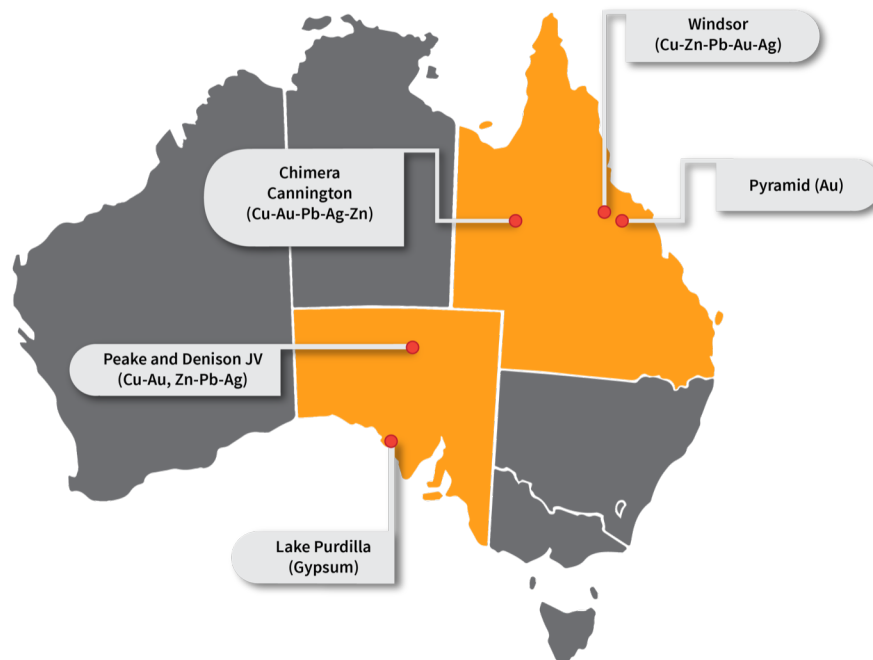 Windsor
(Cu-Zn-Pb-Au-Ag)
Chimera
Cannington
(Cu-Au-Pb-Ag-Zn)
Pyramid (Au)
Peake and Denison JV
(Cu-Au, Zn-Pb-Ag)
Lake Purdilla
(Gypsum)